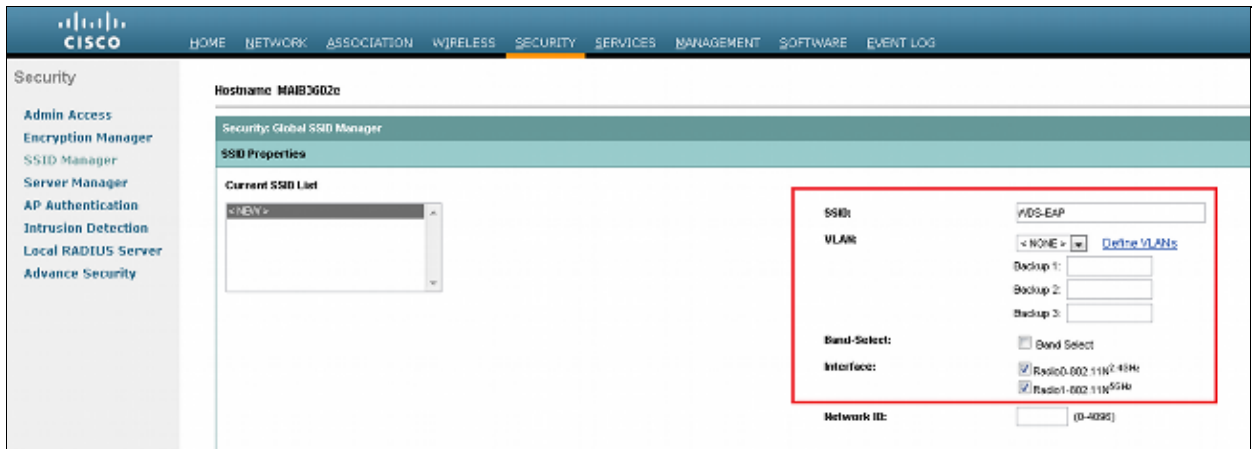 CISCO
HOME NETWORK ASSOCIATION WIRELESS SECURITY SERVICES MANAGEMENT SOFTWARE EVENT LOG
Security
Admin Access
Encryption Manager
SSID Manager
Server Manager
AP Authentication
Intrusion Detection
Local RADIUS Server
Advance Security
Hostname MAIB3602e
Security: Global SSID Manager
SSID Properties
Current SSID List
< NEW >
SSID: WDS-EAP
VLAN: < NONE > Define VLANs
Backup 1:
Backup 2:
Backup 3:
Band-Select: Band Select
Interface: Radio0-802.11N2.4GHz
Radio1-802.11N5GHz
Network ID: (0-4096)